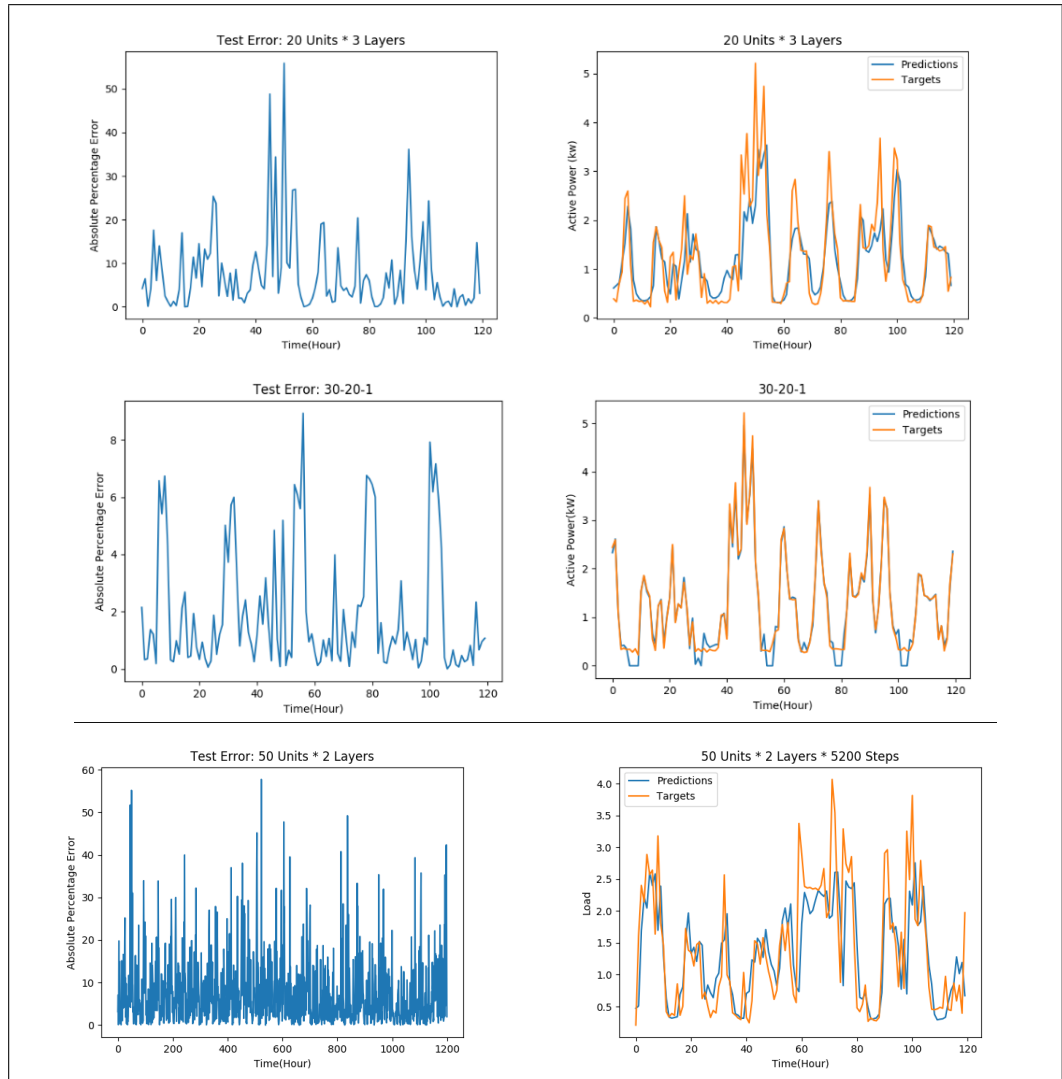 Test Error: 20 Units * 3 Layers
Absolute Percentage Error
50
40
30
20
10
0
0 20 40 60 80 100 120
Time(Hour)
20 Units * 3 Layers
Predictions
Targets
Active Power (kw)
5
4
3
2
1
0
0 20 40 60 80 100 120
Time(Hour)
Test Error: 30-20-1
Absolute Percentage Error
8
6
4
2
0
0 20 40 60 80 100 120
Time(Hour)
30-20-1
Predictions
Targets
Active Power(kW)
5
4
3
2
1
0
0 20 40 60 80 100 120
Time(Hour)
Test Error: 50 Units * 2 Layers
Absolute Percentage Error
60
50
40
30
20
10
0
0 200 400 600 800 1000 1200
Time(Hour)
50 Units * 2 Layers * 5200 Steps
Predictions
Targets
Load
4.0
3.5
3.0
2.5
2.0
1.5
1.0
0.5
0 20 40 60 80 100 120
Time(Hour)